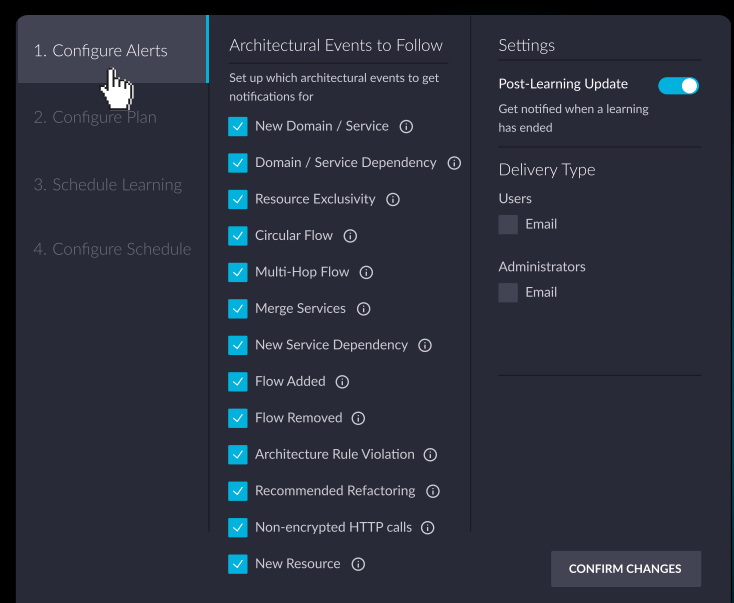 1. Configure Alerts
2. Configure Plan
3. Schedule Learning
4. Configure Schedule
Architectural Events to Follow
Set up which architectural events to get
notifications for
New Domain / Service
Domain / Service Dependency
Resource Exclusivity
Circular Flow
Multi-Hop Flow
Merge Services
New Service Dependency
Flow Added
Flow Removed
Architecture Rule Violation
Recommended Refactoring
Non-encrypted HTTP calls
New Resource
Settings
Post-Learning Update
Get notified when a learning
has ended
Delivery Type
Users
Email
Administrators
Email
CONFIRM CHANGES